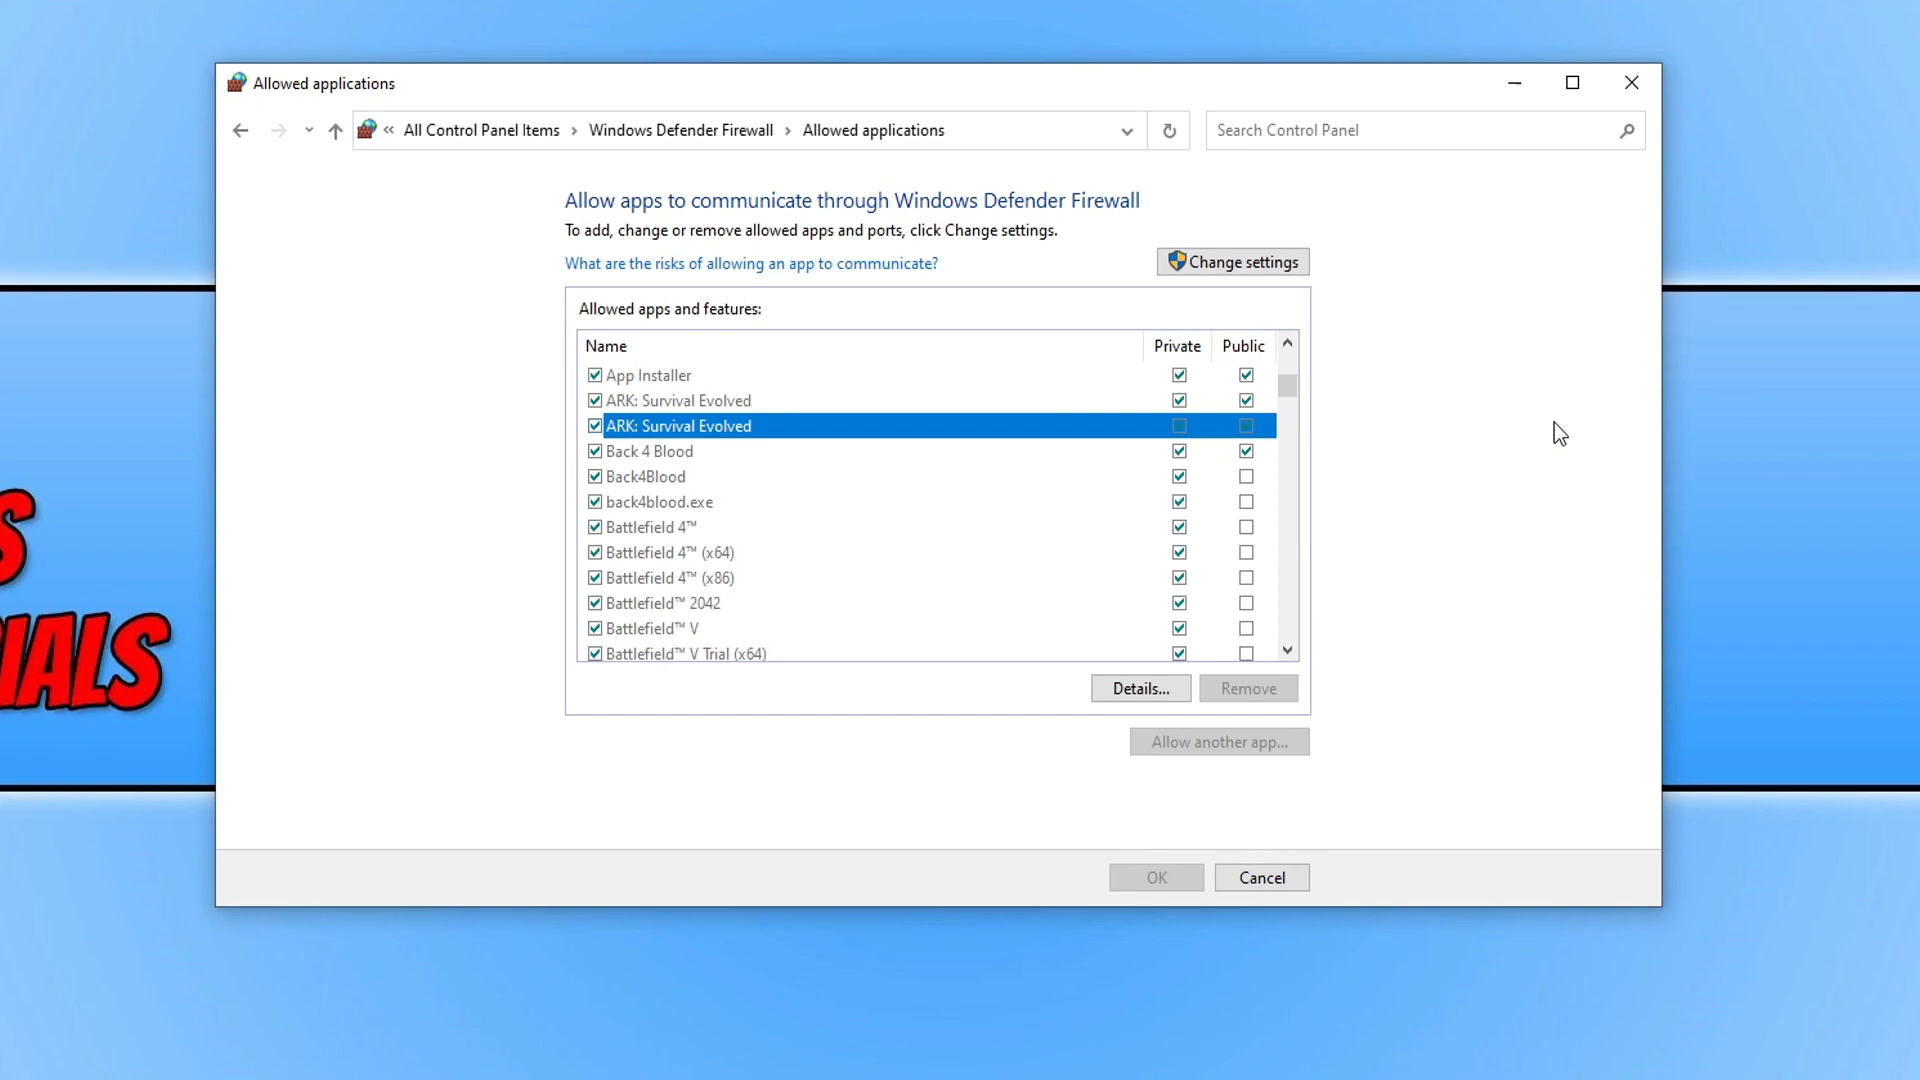 Allowed applications
« All Control Panel Items › Windows Defender Firewall › Allowed applications
Search Control Panel
Allow apps to communicate through Windows Defender Firewall
To add, change or remove allowed apps and ports, click Change settings.
What are the risks of allowing an app to communicate?
Change settings
Allowed apps and features:
Name Private Public
App Installer
ARK: Survival Evolved
ARK: Survival Evolved
Back 4 Blood
Back4Blood
back4blood.exe
Battlefield 4™
Battlefield 4™ (x64)
Battlefield 4™ (x86)
Battlefield™ 2042
Battlefield™ V
Battlefield™ V Trial (x64)
Details... Remove
Allow another app...
OK Cancel
S
IALS